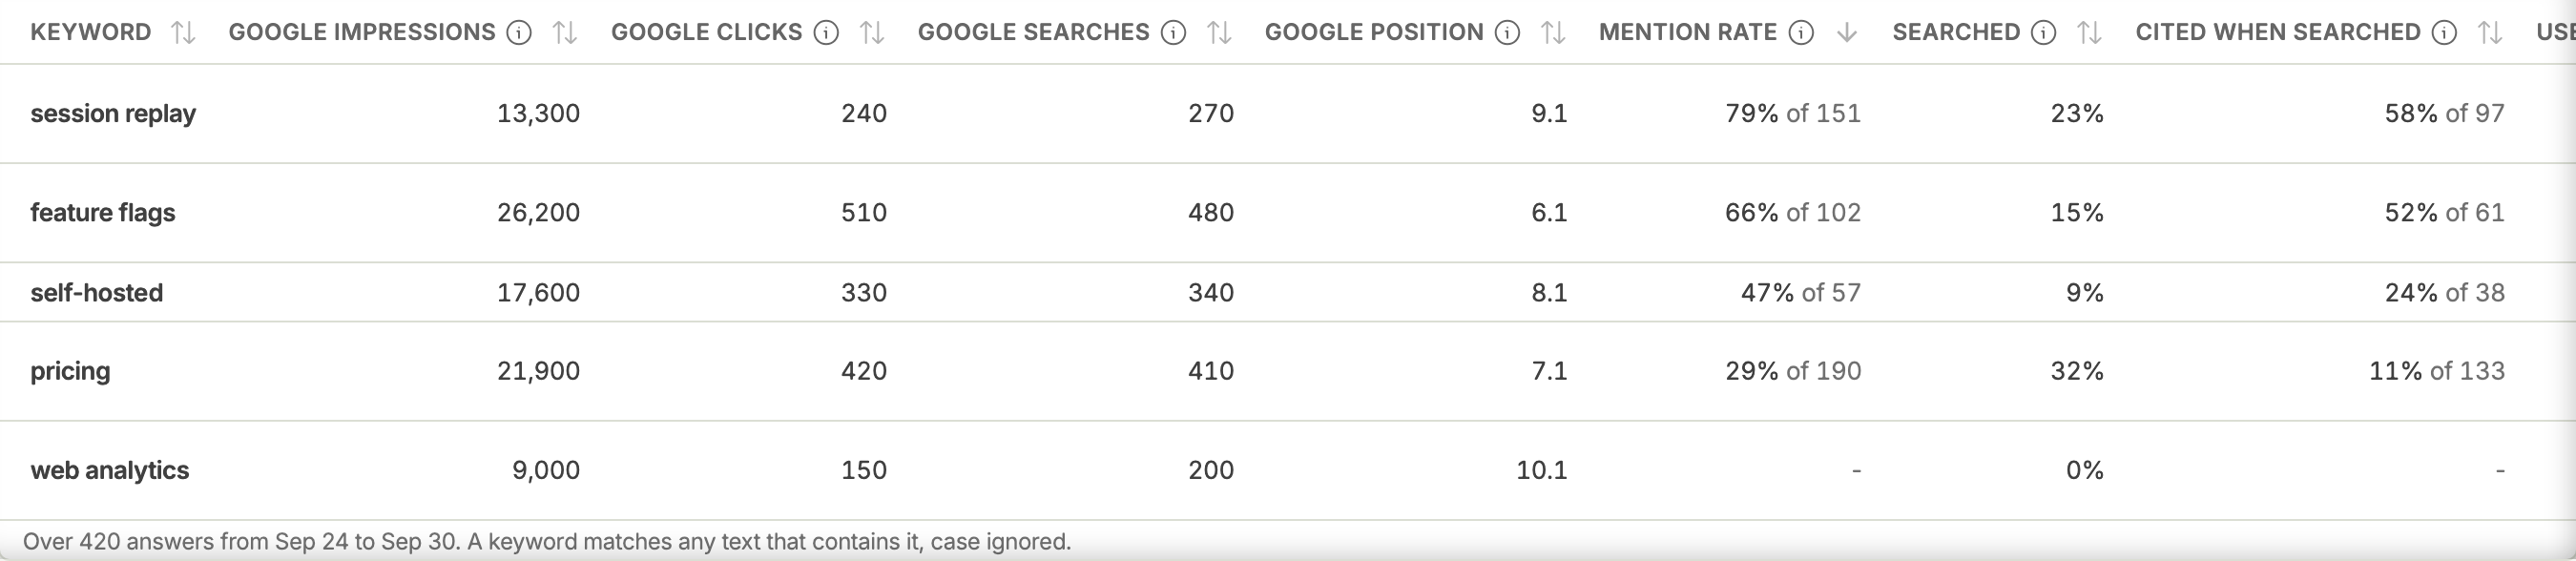 KEYWORD GOOGLE IMPRESSIONS GOOGLE CLICKS GOOGLE SEARCHES GOOGLE POSITION MENTION RATE SEARCHED CITED WHEN SEARCHED
session replay 13,300 240 270 9.1 79% of 151 23% 58% of 97
feature flags 26,200 510 480 6.1 66% of 102 15% 52% of 61
self-hosted 17,600 330 340 8.1 47% of 57 9% 24% of 38
pricing 21,900 420 410 7.1 29% of 190 32% 11% of 133
web analytics 9,000 150 200 10.1 - 0% -
Over 420 answers from Sep 24 to Sep 30. A keyword matches any text that contains it, case ignored.